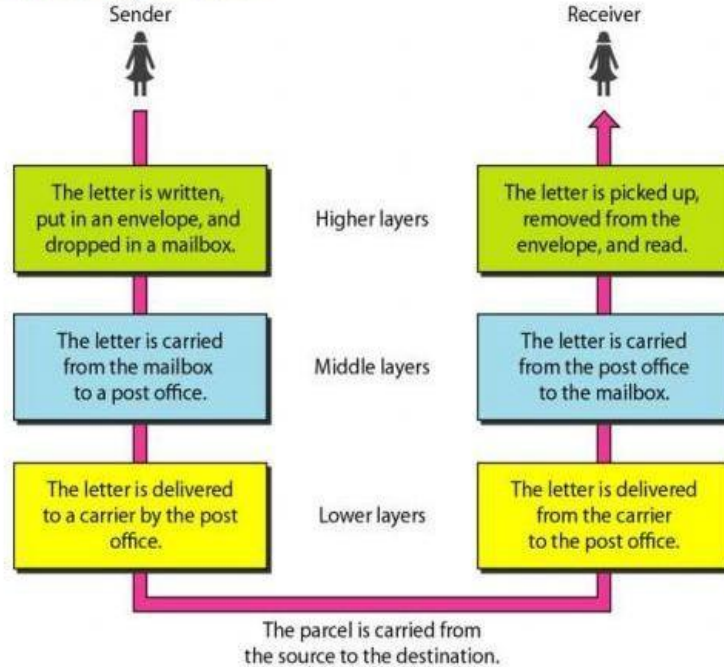 Sender
Receiver
The letter is written,
put in an envelope, and
dropped in a mailbox.
Higher layers
The letter is picked up,
removed from the
envelope, and read.
The letter is carried
from the mailbox
to a post office.
Middle layers
The letter is carried
from the post office
to the mailbox.
The letter is delivered
to a carrier by the post
office.
Lower layers
The letter is delivered
from the carrier
to the post office.
The parcel is carried from
the source to the destination.